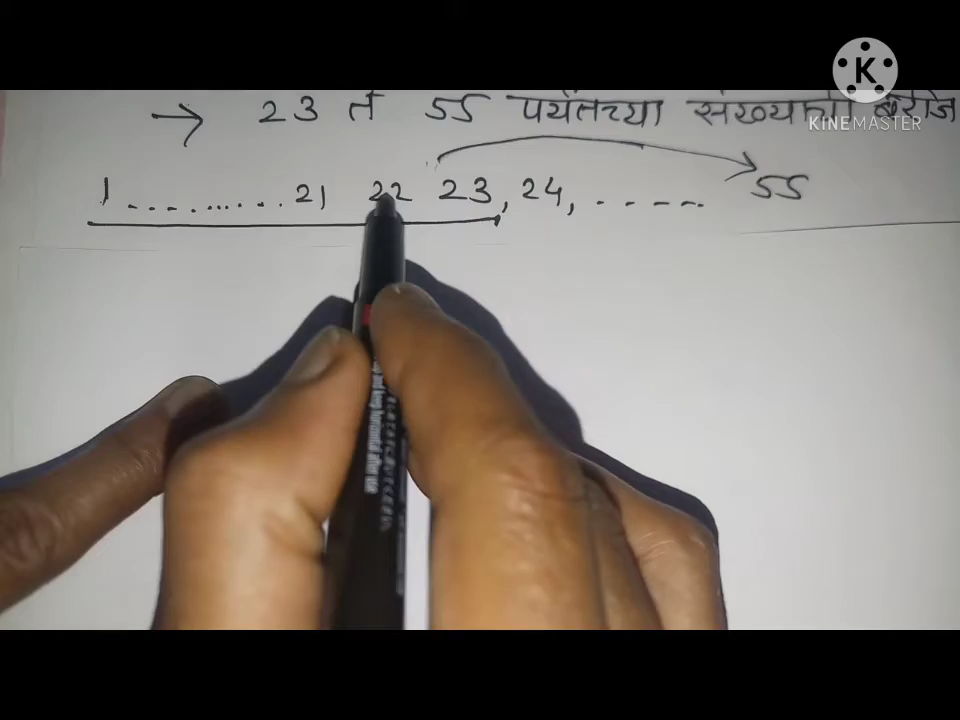 → 23 ते 55 पर्यंतच्या संख्यांची बेरीज
1 . . . . . . . . . . 21 22 23, 24, - - - - - 55
K
KINEMASTER